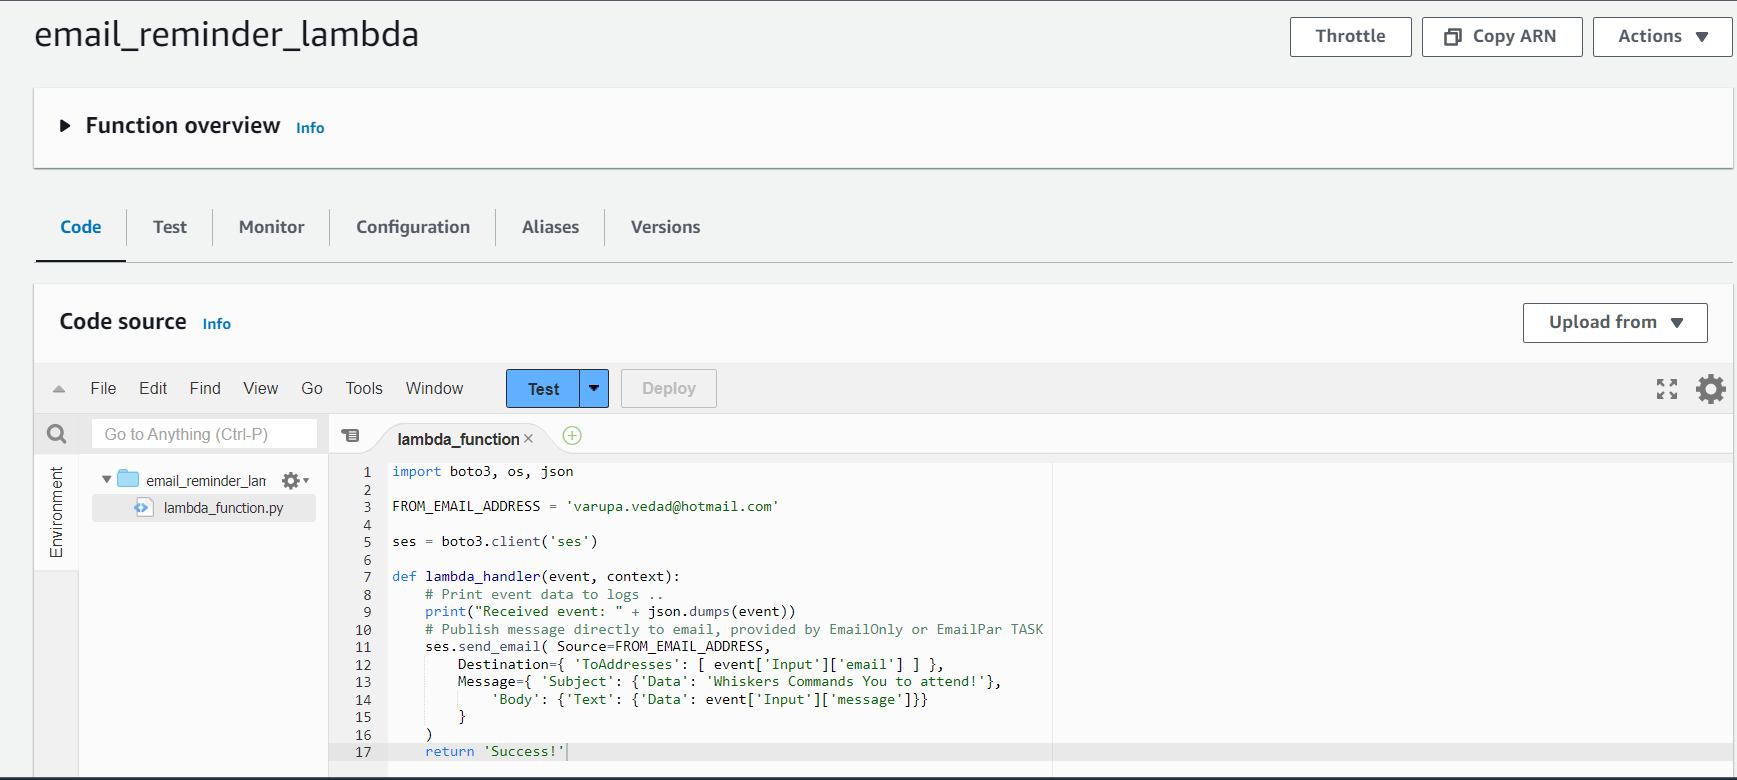 email_reminder_lambda
Throttle
Copy ARN
Actions
Function overview Info
Code
Test
Monitor
Configuration
Aliases
Versions
Code source Info
Upload from
File Edit Find View Go Tools Window
Test
Deploy
Go to Anything (Ctrl-P)
lambda_function
Environment
email_reminder_lam
lambda_function.py
1 import boto3, os, json
2
3 FROM_EMAIL_ADDRESS = 'varupa.vedad@hotmail.com'
4
5 ses = boto3.client('ses')
6
7 def lambda_handler(event, context):
8     # Print event data to logs ..
9     print("Received event: " + json.dumps(event))
10     # Publish message directly to email, provided by EmailOnly or EmailPar TASK
11     ses.send_email( Source=FROM_EMAIL_ADDRESS,
12         Destination={ 'ToAddresses': [ event['Input']['email'] ] },
13         Message={ 'Subject': {'Data': 'Whiskers Commands You to attend!'},
14             'Body': {'Text': {'Data': event['Input']['message']}}
15         }
16     )
17     return 'Success!'